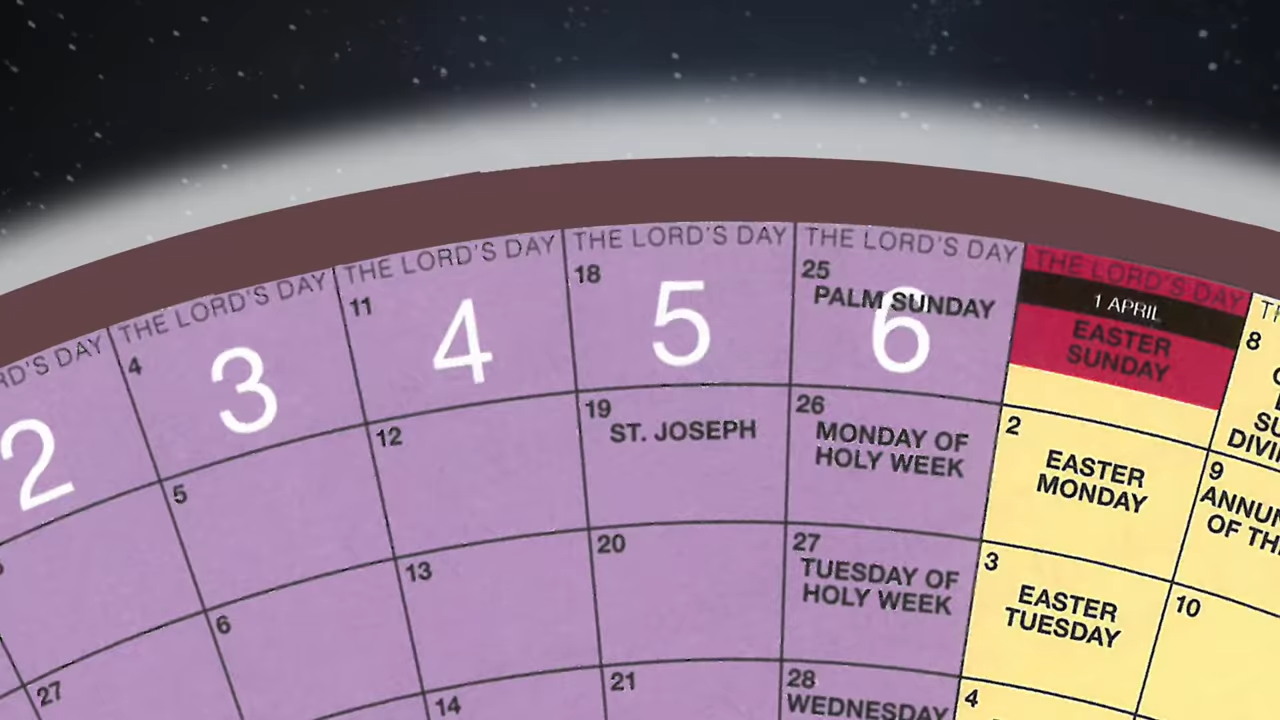 THE LORD'S DAY
4
3
THE LORD'S DAY
11
4
THE LORD'S DAY
18
5
THE LORD'S DAY
25
PALM SUNDAY
6
THE LORD'S DAY
1 APRIL
EASTER
SUNDAY
8
2
5
12
19
ST. JOSEPH
26
MONDAY OF
HOLY WEEK
2
EASTER
MONDAY
9
6
13
20
27
TUESDAY OF
HOLY WEEK
3
EASTER
TUESDAY
10
27
14
21
28
WEDNESDAY
4